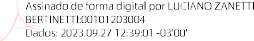 Assinado de forma digital por LUCIANO ZANETTI
BERTINETTI:00101203004
Dados: 2023.09.27 12:39:01 -03'00'